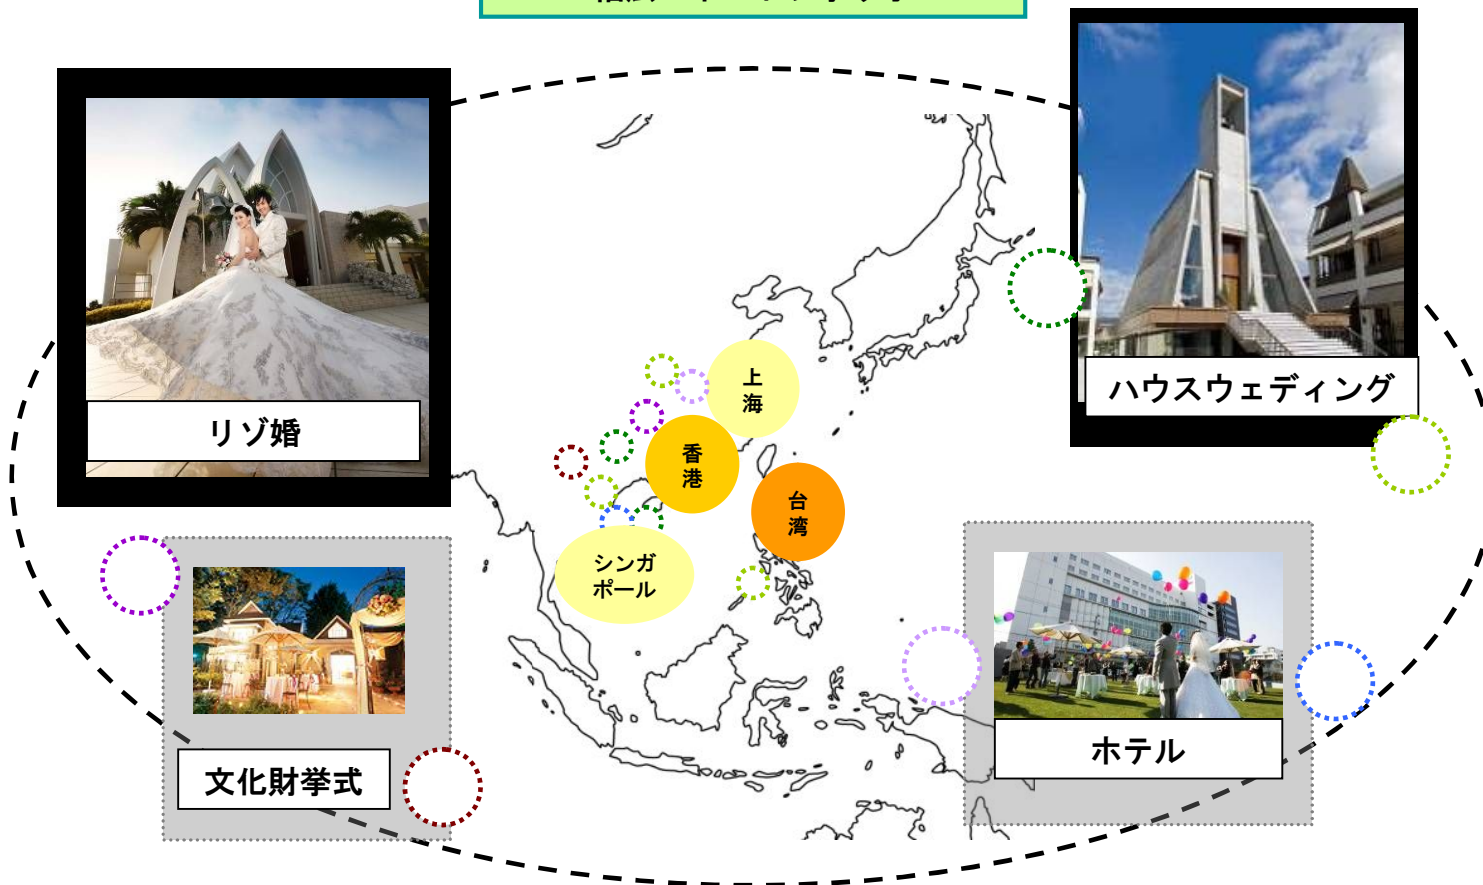 リゾ婚
ハウスウェディング
上
海
香
港
台
湾
シンガ
ポール
文化財挙式
ホテル